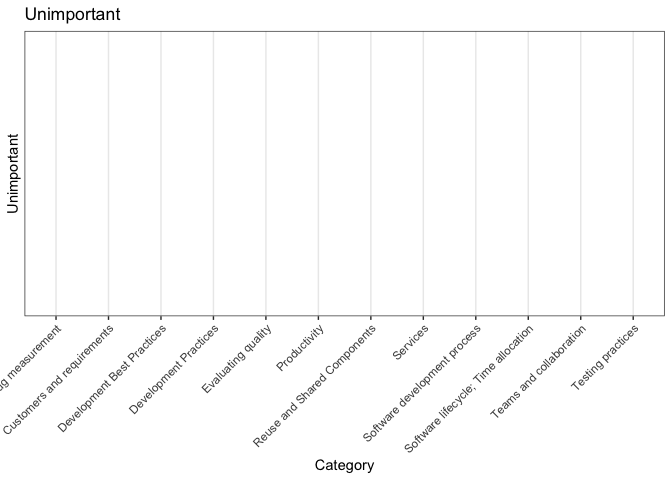 Unimportant
Unimportant
measurement
Customers and requirements
Development Best Practices
Development Practices
Evaluating quality
Productivity
Reuse and Shared Components
Services
Software development process
Software lifecycle; Time allocation
Teams and collaboration
Testing practices
Category